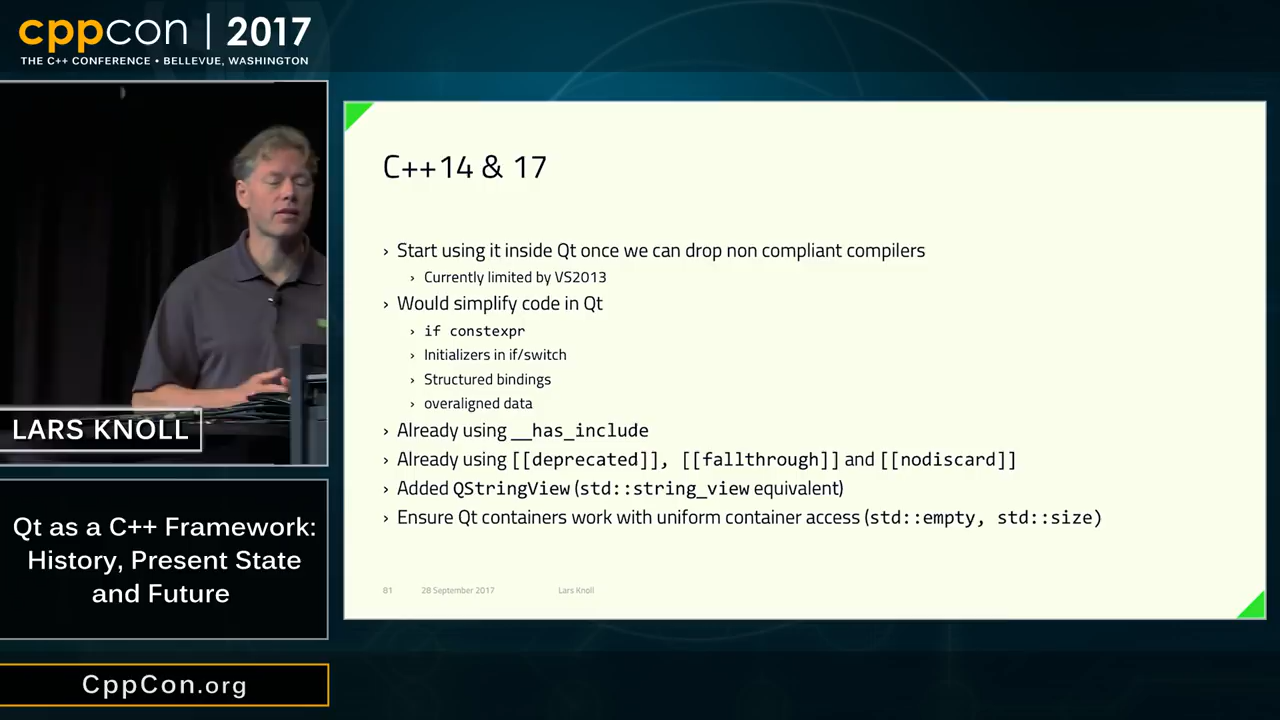 cppcon | 2017
THE C++ CONFERENCE • BELLEVUE, WASHINGTON
LARS KNOLL
Qt as a C++ Framework:
History, Present State
and Future
CppCon.org
C++14 & 17
› Start using it inside Qt once we can drop non compliant compilers
› Currently limited by VS2013
› Would simplify code in Qt
› if constexpr
› Initializers in if/switch
› Structured bindings
› overaligned data
› Already using __has_include
› Already using [[deprecated]], [[fallthrough]] and [[nodiscard]]
› Added QStringView (std::string_view equivalent)
› Ensure Qt containers work with uniform container access (std::empty, std::size)
81 28 September 2017 Lars Knoll